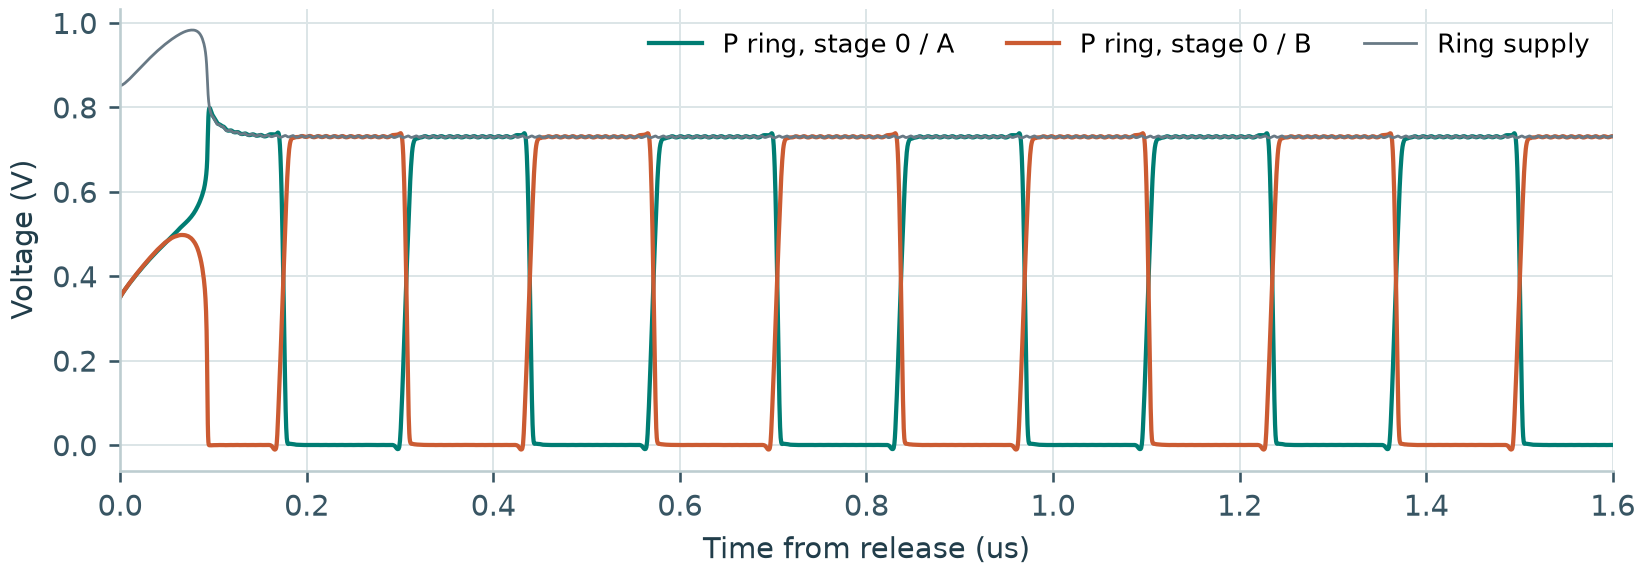 P ring, stage 0 / A P ring, stage 0 / B Ring supply
Voltage (V)
1.0
0.8
0.6
0.4
0.2
0.0
0.0 0.2 0.4 0.6 0.8 1.0 1.2 1.4 1.6
Time from release (us)